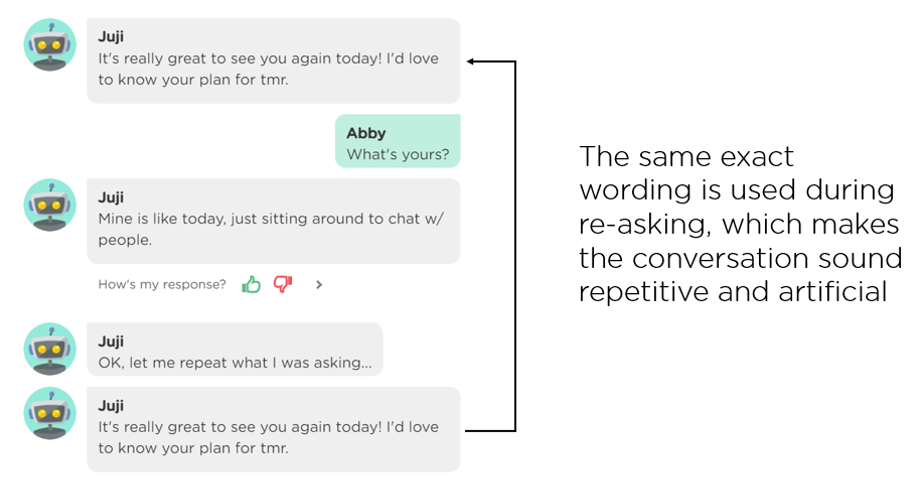 Juji
It's really great to see you again today! I'd love
to know your plan for tmr.
Abby
What's yours?
Juji
Mine is like today, just sitting around to chat w/
people.
How's my response?
Juji
OK, let me repeat what I was asking...
Juji
It's really great to see you again today! I'd love
to know your plan for tmr.
The same exact
wording is used during
re-asking, which makes
the conversation sound
repetitive and artificial